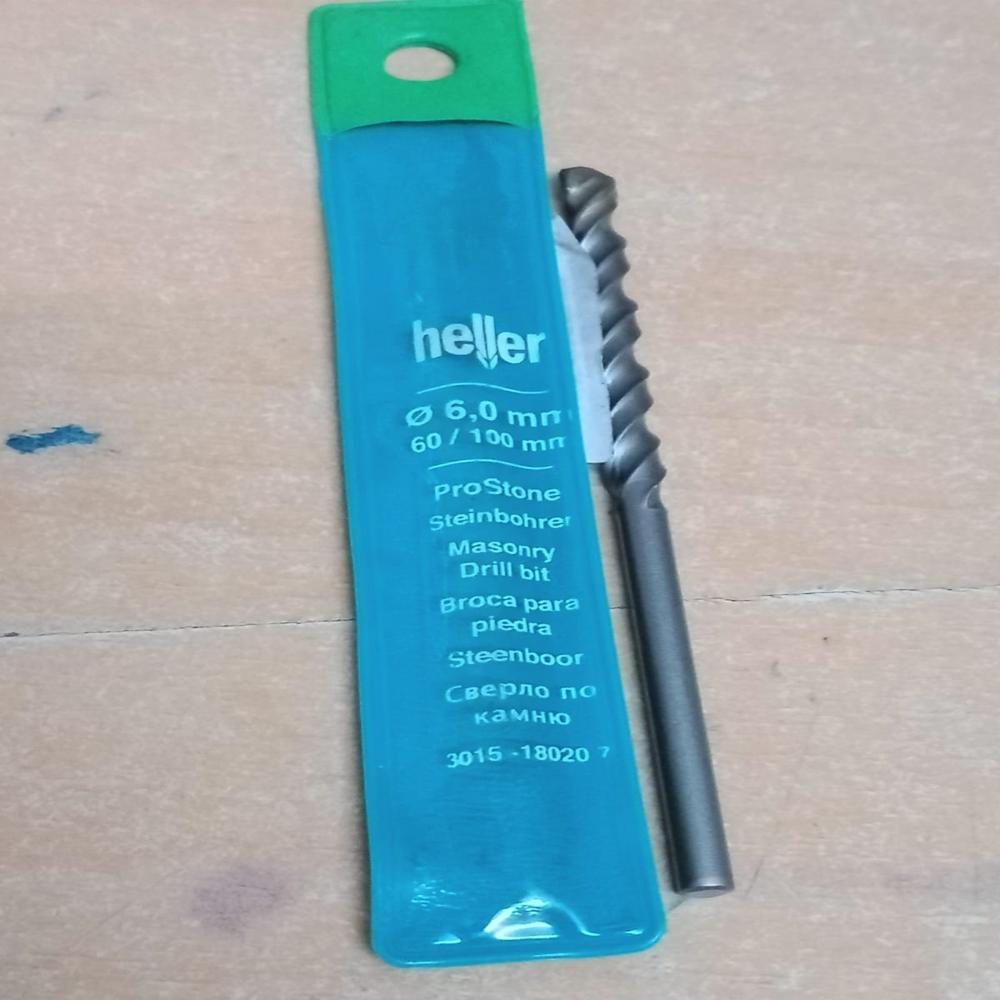 heller
Ø 6,0 mm
60 / 100 mm
ProStone
Steinbohrer
Masonry
Drill bit
Broca para
piedra
Steenboor
Сверло по
камню
3015 -18020 7